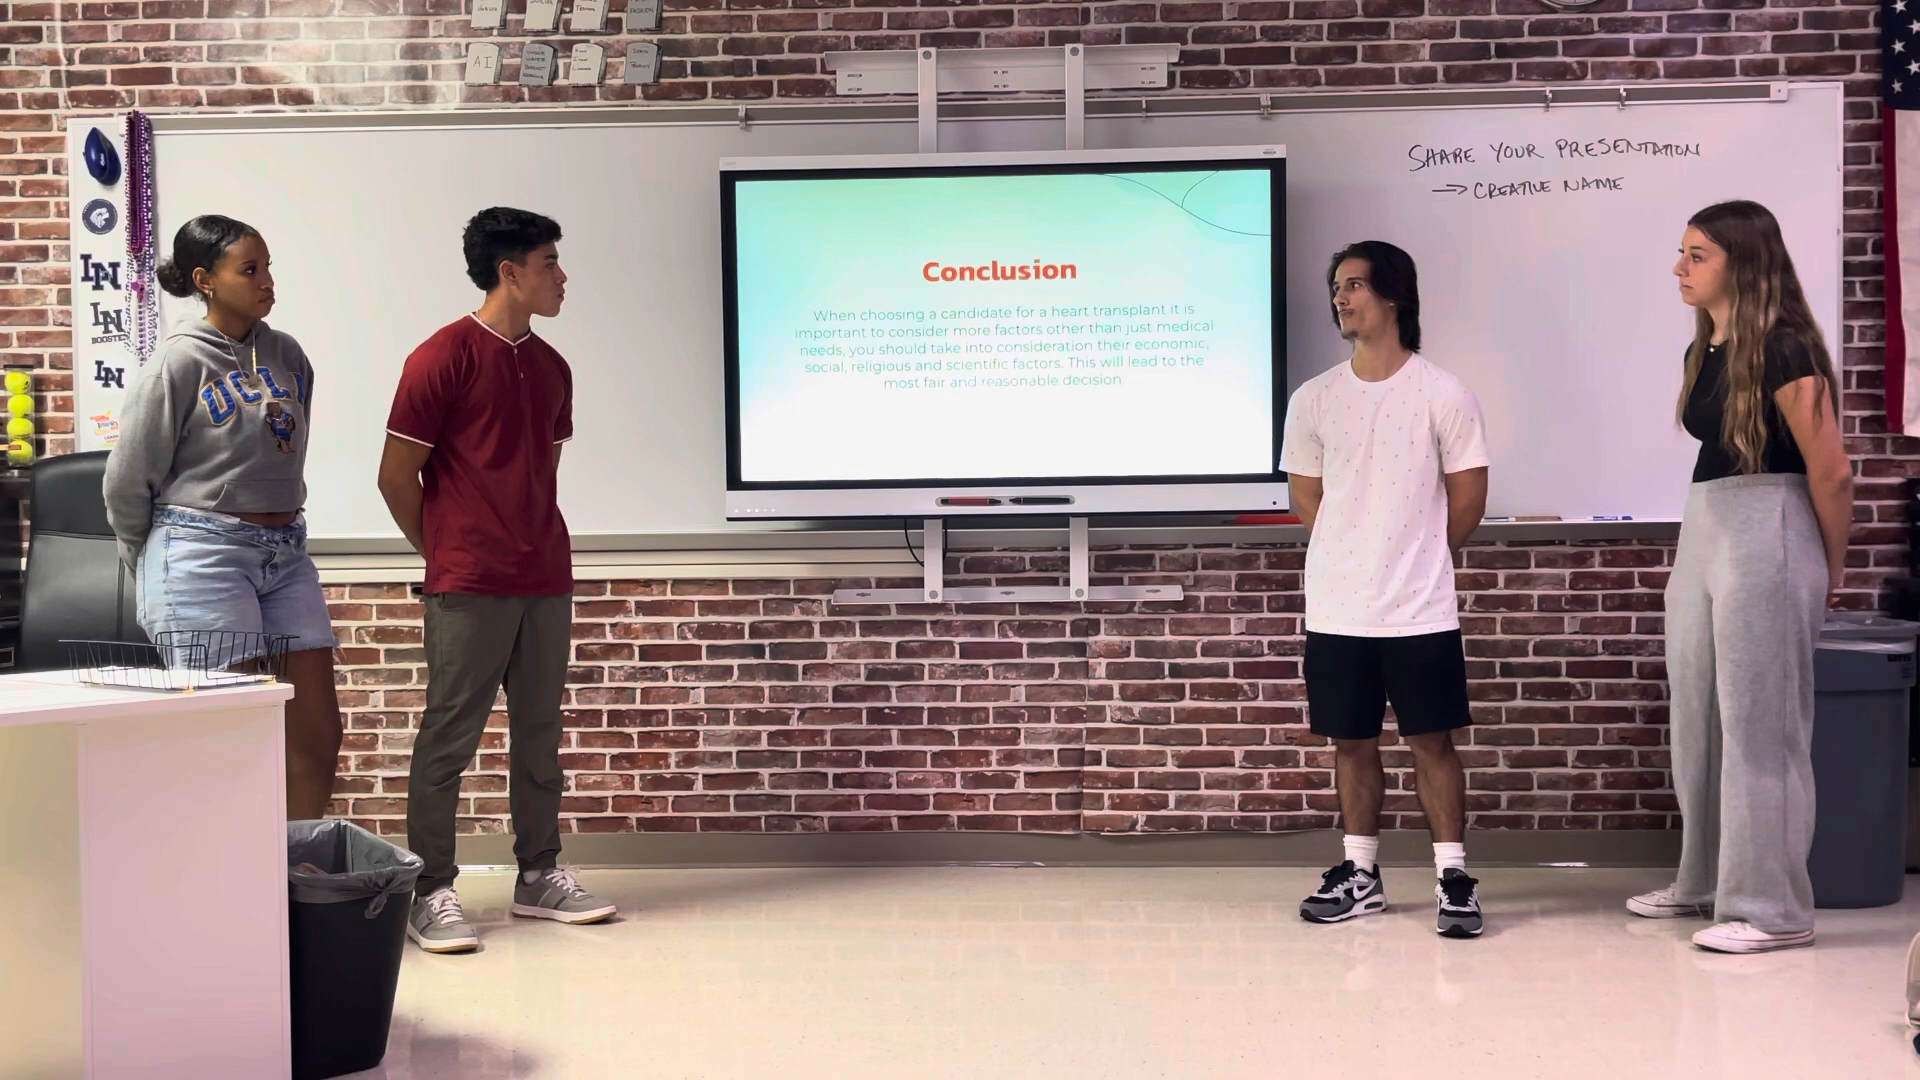 AI
SHARE YOUR PRESENTATION
→ CREATIVE NAME
Conclusion
When choosing a candidate for a heart transplant it is
important to consider more factors other than just medical
needs, you should take into consideration their economic,
social, religious and scientific factors. This will lead to the
most fair and reasonable decision
IN
IN
BOOSTE
IN
UCLA